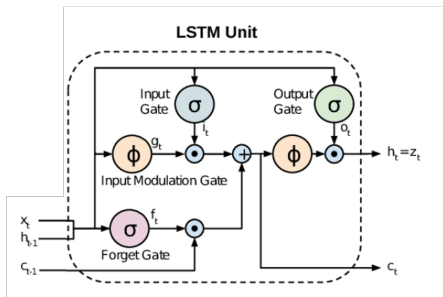 LSTM Unit
Input
Gate
Output
Gate
σ
σ
i_t
o_t
ϕ
g_t
+
ϕ
h_t=z_t
Input Modulation Gate
x_t
h_t-1
σ
f_t
Forget Gate
c_t-1
c_t